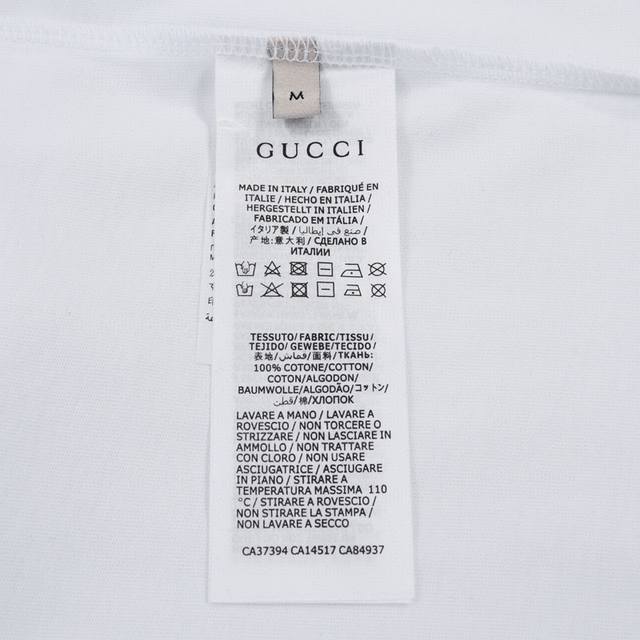 M
GUCCI
MADE IN ITALY / FABRIQUÉ EN
ITALIE / HECHO EN ITALIA /
HERGESTELLT IN ITALIEN /
FABRICADO EM ITÁLIA /
イタリア製 / صنع في إيطاليا /
产地:意大利 / СДЕЛАНО В
ИТАЛИИ
TESSUTO/ FABRIC/TISSU/
TEJIDO/ GEWEBE/TECIDO/
表地/قماش/面料/ТКАНЬ:
100% COTONE/COTTON/
COTON/ALGODON/
BAUMWOLLE/ALGODÃO/コットン/
قطن/棉/ХЛОПОК
LAVARE A MANO / LAVARE A
ROVESCIO / NON TORCERE O
STRIZZARE / NON LASCIARE IN
AMMOLLO / NON TRATTARE
CON CLORO / NON USARE
ASCIUGATRICE / ASCIUGARE
IN PIANO / STIRARE A
TEMPERATURA MASSIMA 110
°C / STIRARE A ROVESCIO /
NON STIRARE LA STAMPA /
NON LAVARE A SECCO
CA37394 CA14517 CA84937